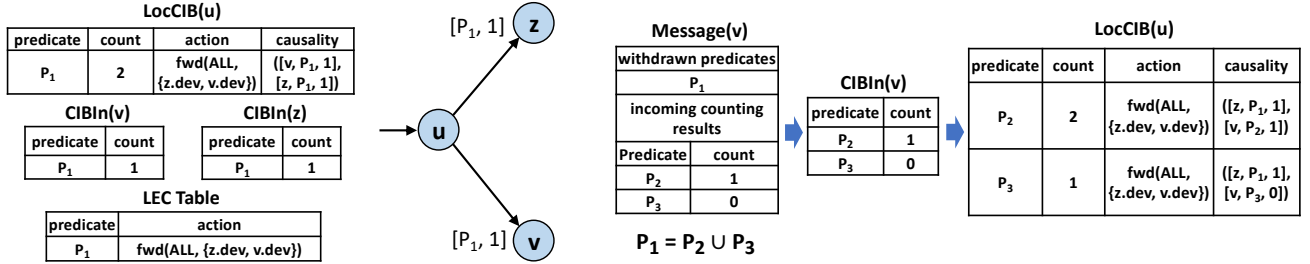 LocCIB(u)
predicate count action causality
P1 2 fwd(ALL, {z.dev, v.dev}) ([v, P1, 1], [z, P1, 1])
CIBIn(v)
predicate count
P1 1
CIBIn(z)
predicate count
P1 1
LEC Table
predicate action
P1 fwd(ALL, {z.dev, v.dev})
[P1, 1]
z
u
[P1, 1]
v
Message(v)
withdrawn predicates
P1
incoming counting
results
Predicate count
P2 1
P3 0
P1 = P2 ∪ P3
CIBIn(v)
predicate count
P2 1
P3 0
LocCIB(u)
predicate count action causality
P2 2 fwd(ALL, {z.dev, v.dev}) ([z, P1, 1], [v, P2, 1])
P3 1 fwd(ALL, {z.dev, v.dev}) ([z, P1, 1], [v, P3, 0])